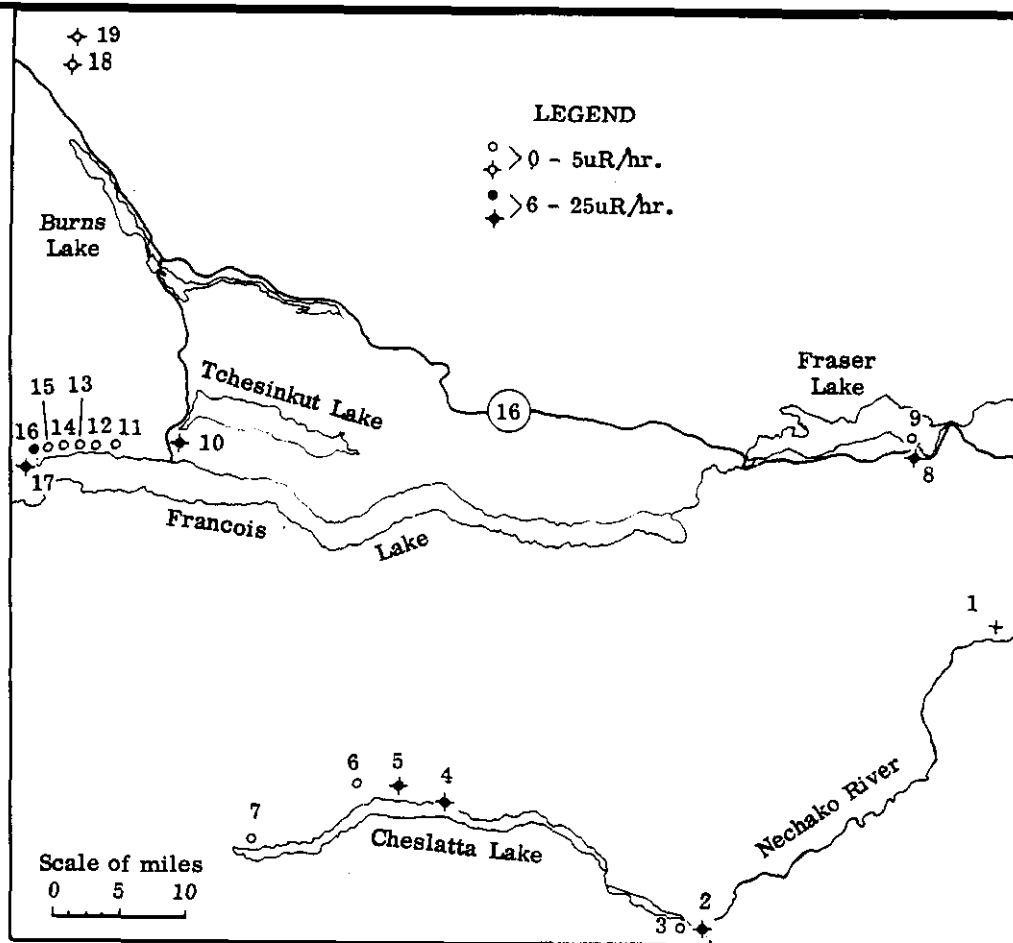 19
18
LEGEND
>0 - 5uR/hr.
>6 - 25uR/hr.
Burns
Lake
Tchesinkut Lake
Fraser
Lake
16
15
13
16
14
12
11
10
9
8
17
Francois
Lake
1
6
5
4
7
Cheslatta Lake
Nechako River
Scale of miles
0 5 10
2
3